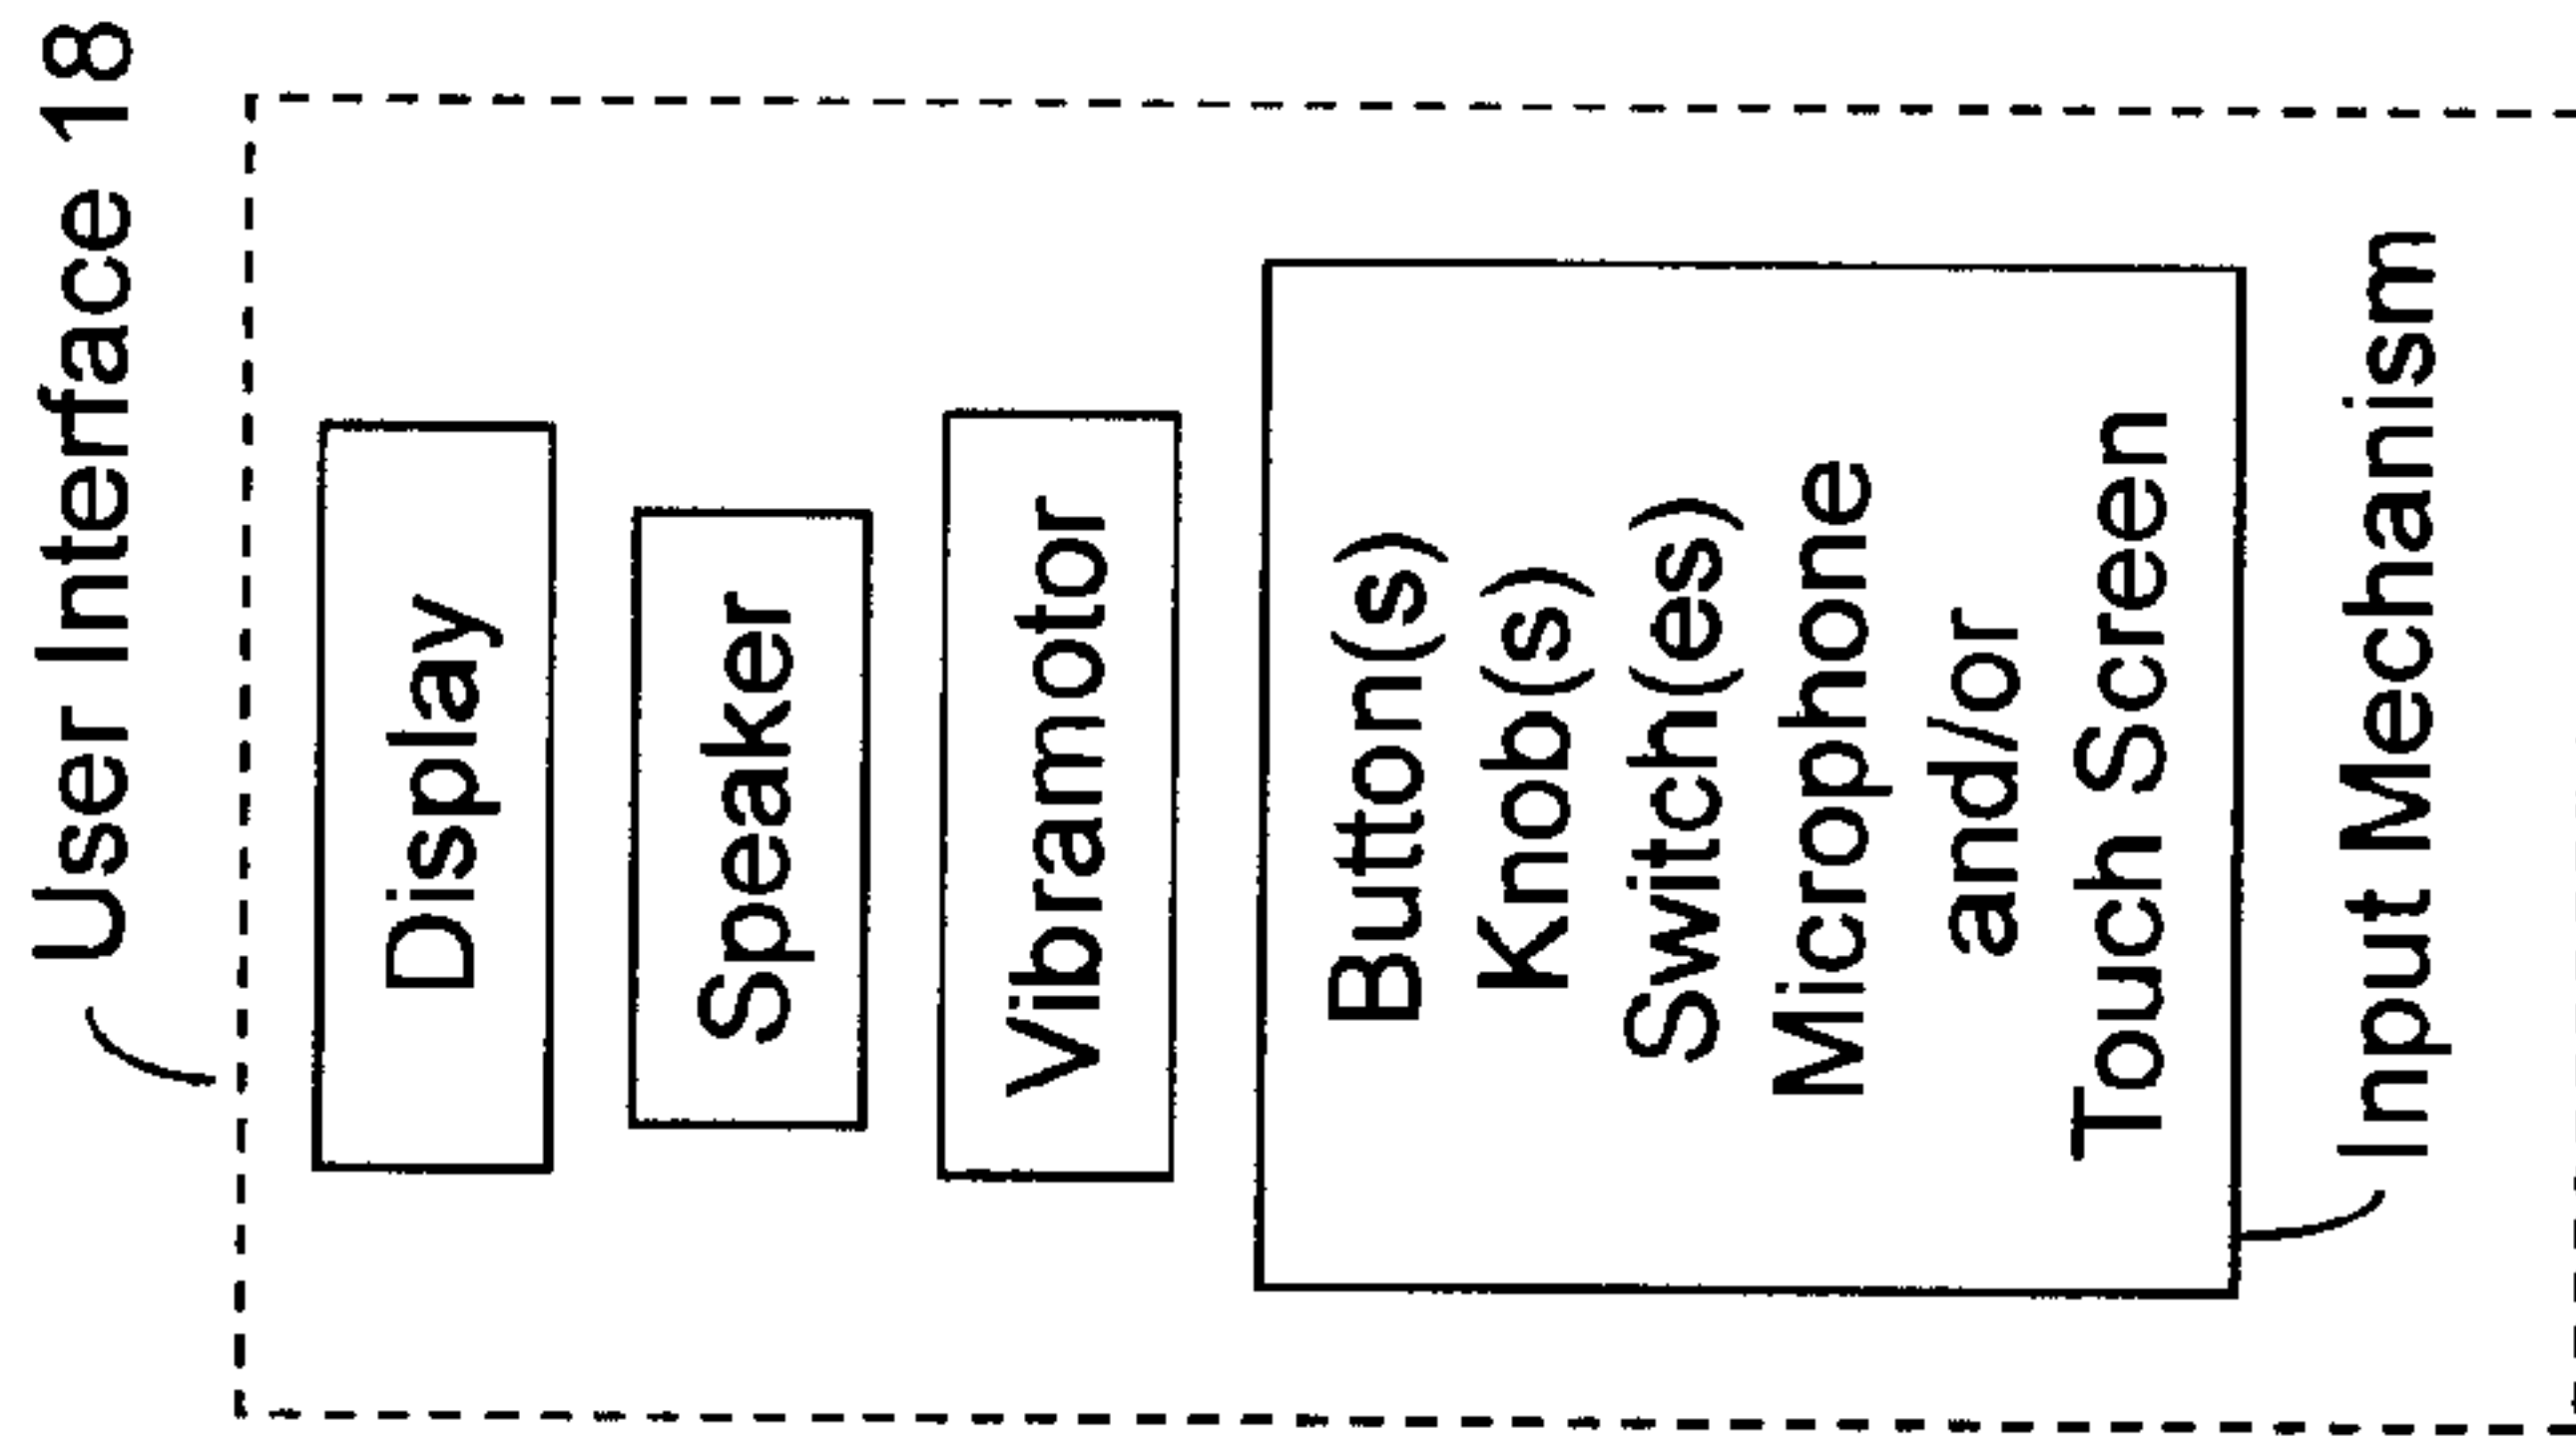 User Interface 18
Display
Speaker
Vibramotor
Button(s)
Knob(s)
Switch(es)
Microphone
and/or
Touch Screen
Input Mechanism